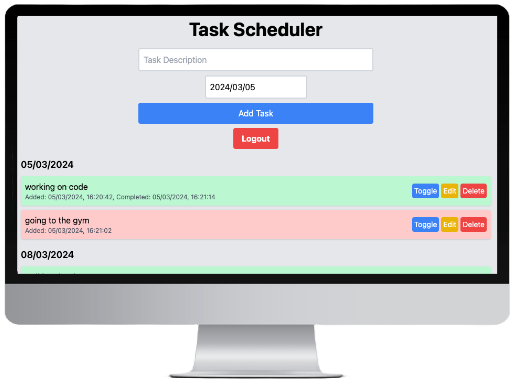 Task Scheduler
Task Description
2024/03/05
Add Task
Logout
05/03/2024
working on code
Added: 05/03/2024, 16:20:42, Completed: 05/03/2024, 16:21:14
Toggle Edit Delete
going to the gym
Added: 05/03/2024, 16:21:02
Toggle Edit Delete
08/03/2024